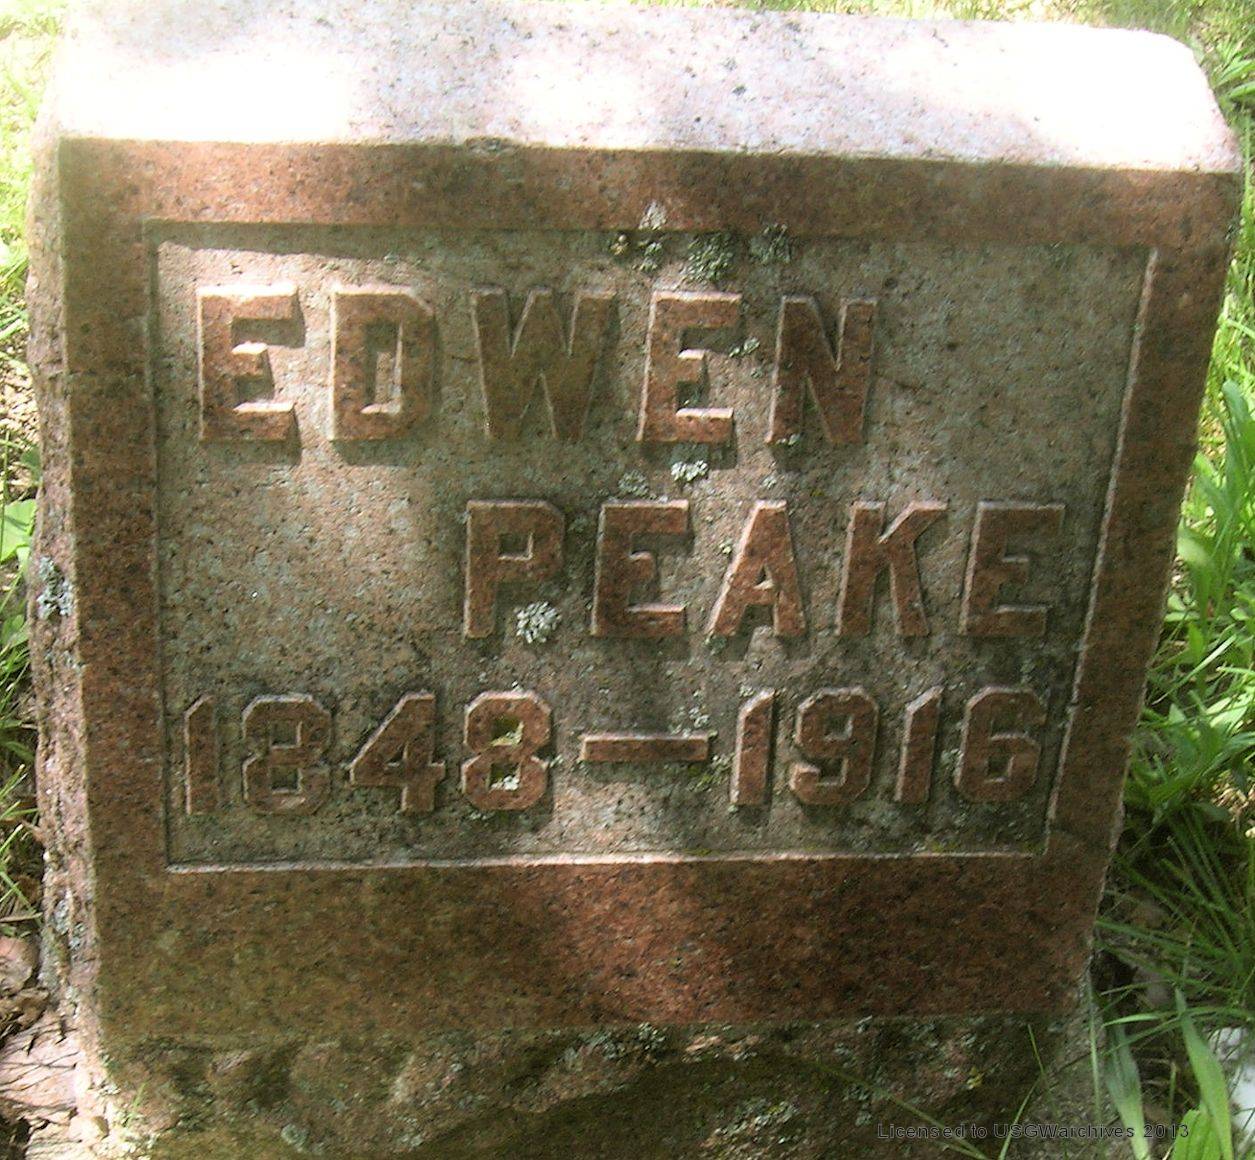 EDWEN
PEAKE
1848–1916
Licensed to USGWarchives 2013